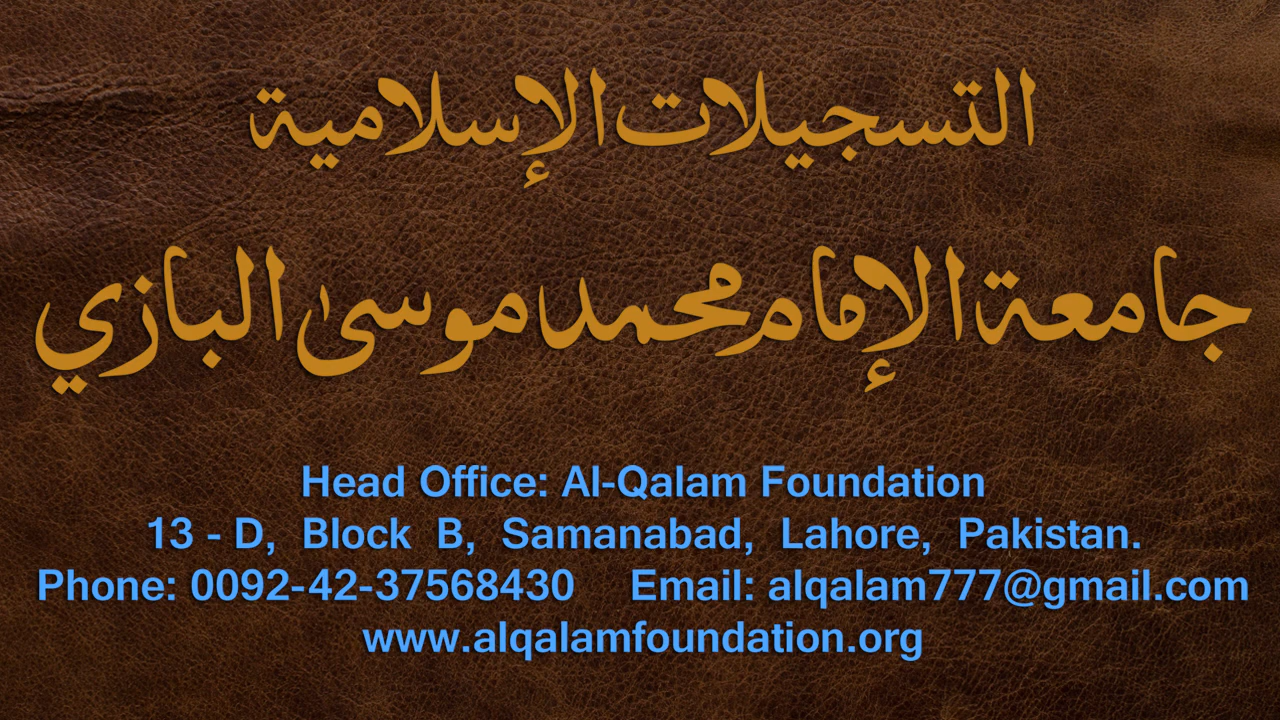 التسجيلات الإسلامية
جامعة الإمام محمد موسىٰ البازي
Head Office: Al-Qalam Foundation
13 - D, Block B, Samanabad, Lahore, Pakistan.
Phone: 0092-42-37568430 Email: alqalam777@gmail.com
www.alqalamfoundation.org